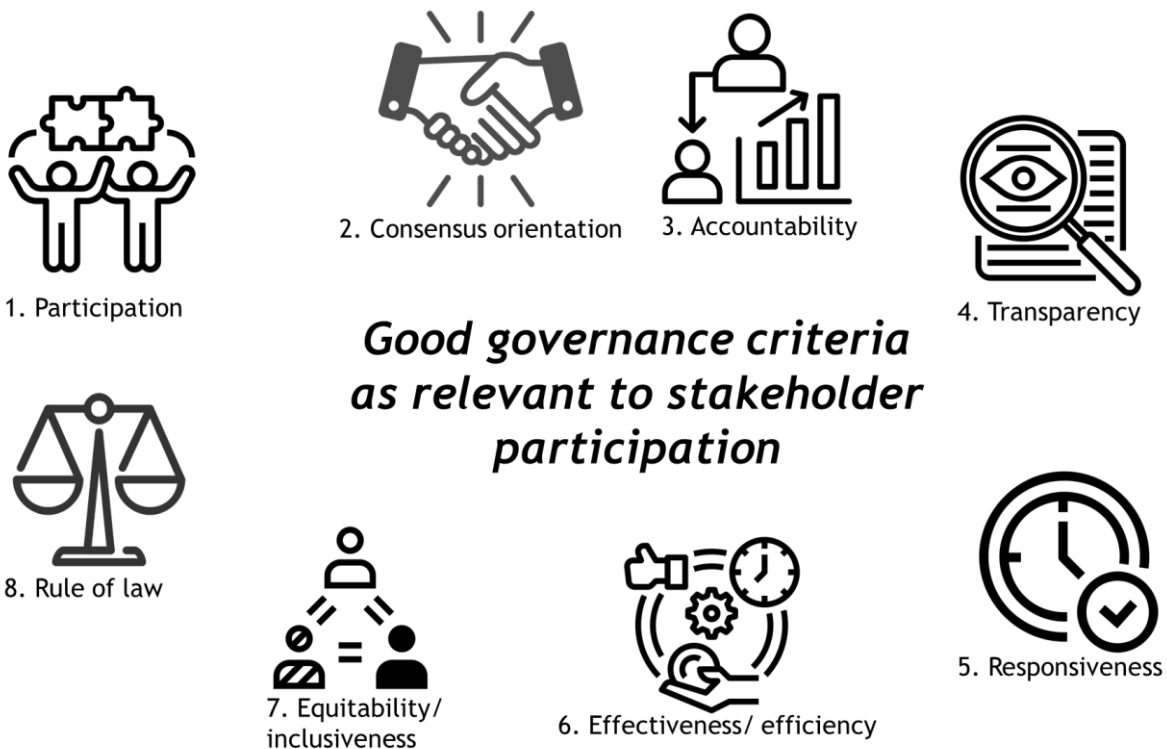 1. Participation
2. Consensus orientation
3. Accountability
4. Transparency
Good governance criteria
as relevant to stakeholder
participation
5. Responsiveness
6. Effectiveness/ efficiency
7. Equitability/
inclusiveness
8. Rule of law